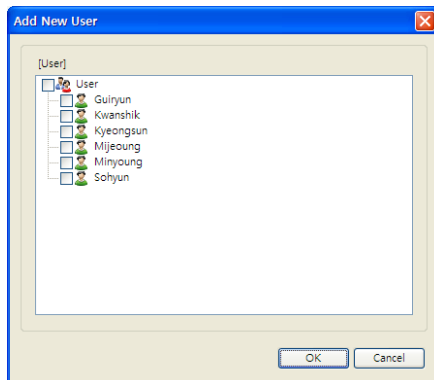 Add New User
[User]
User
Guiryun
Kwanshik
Kyeongsun
Mijeoung
Minyoung
Sohyun
OK Cancel